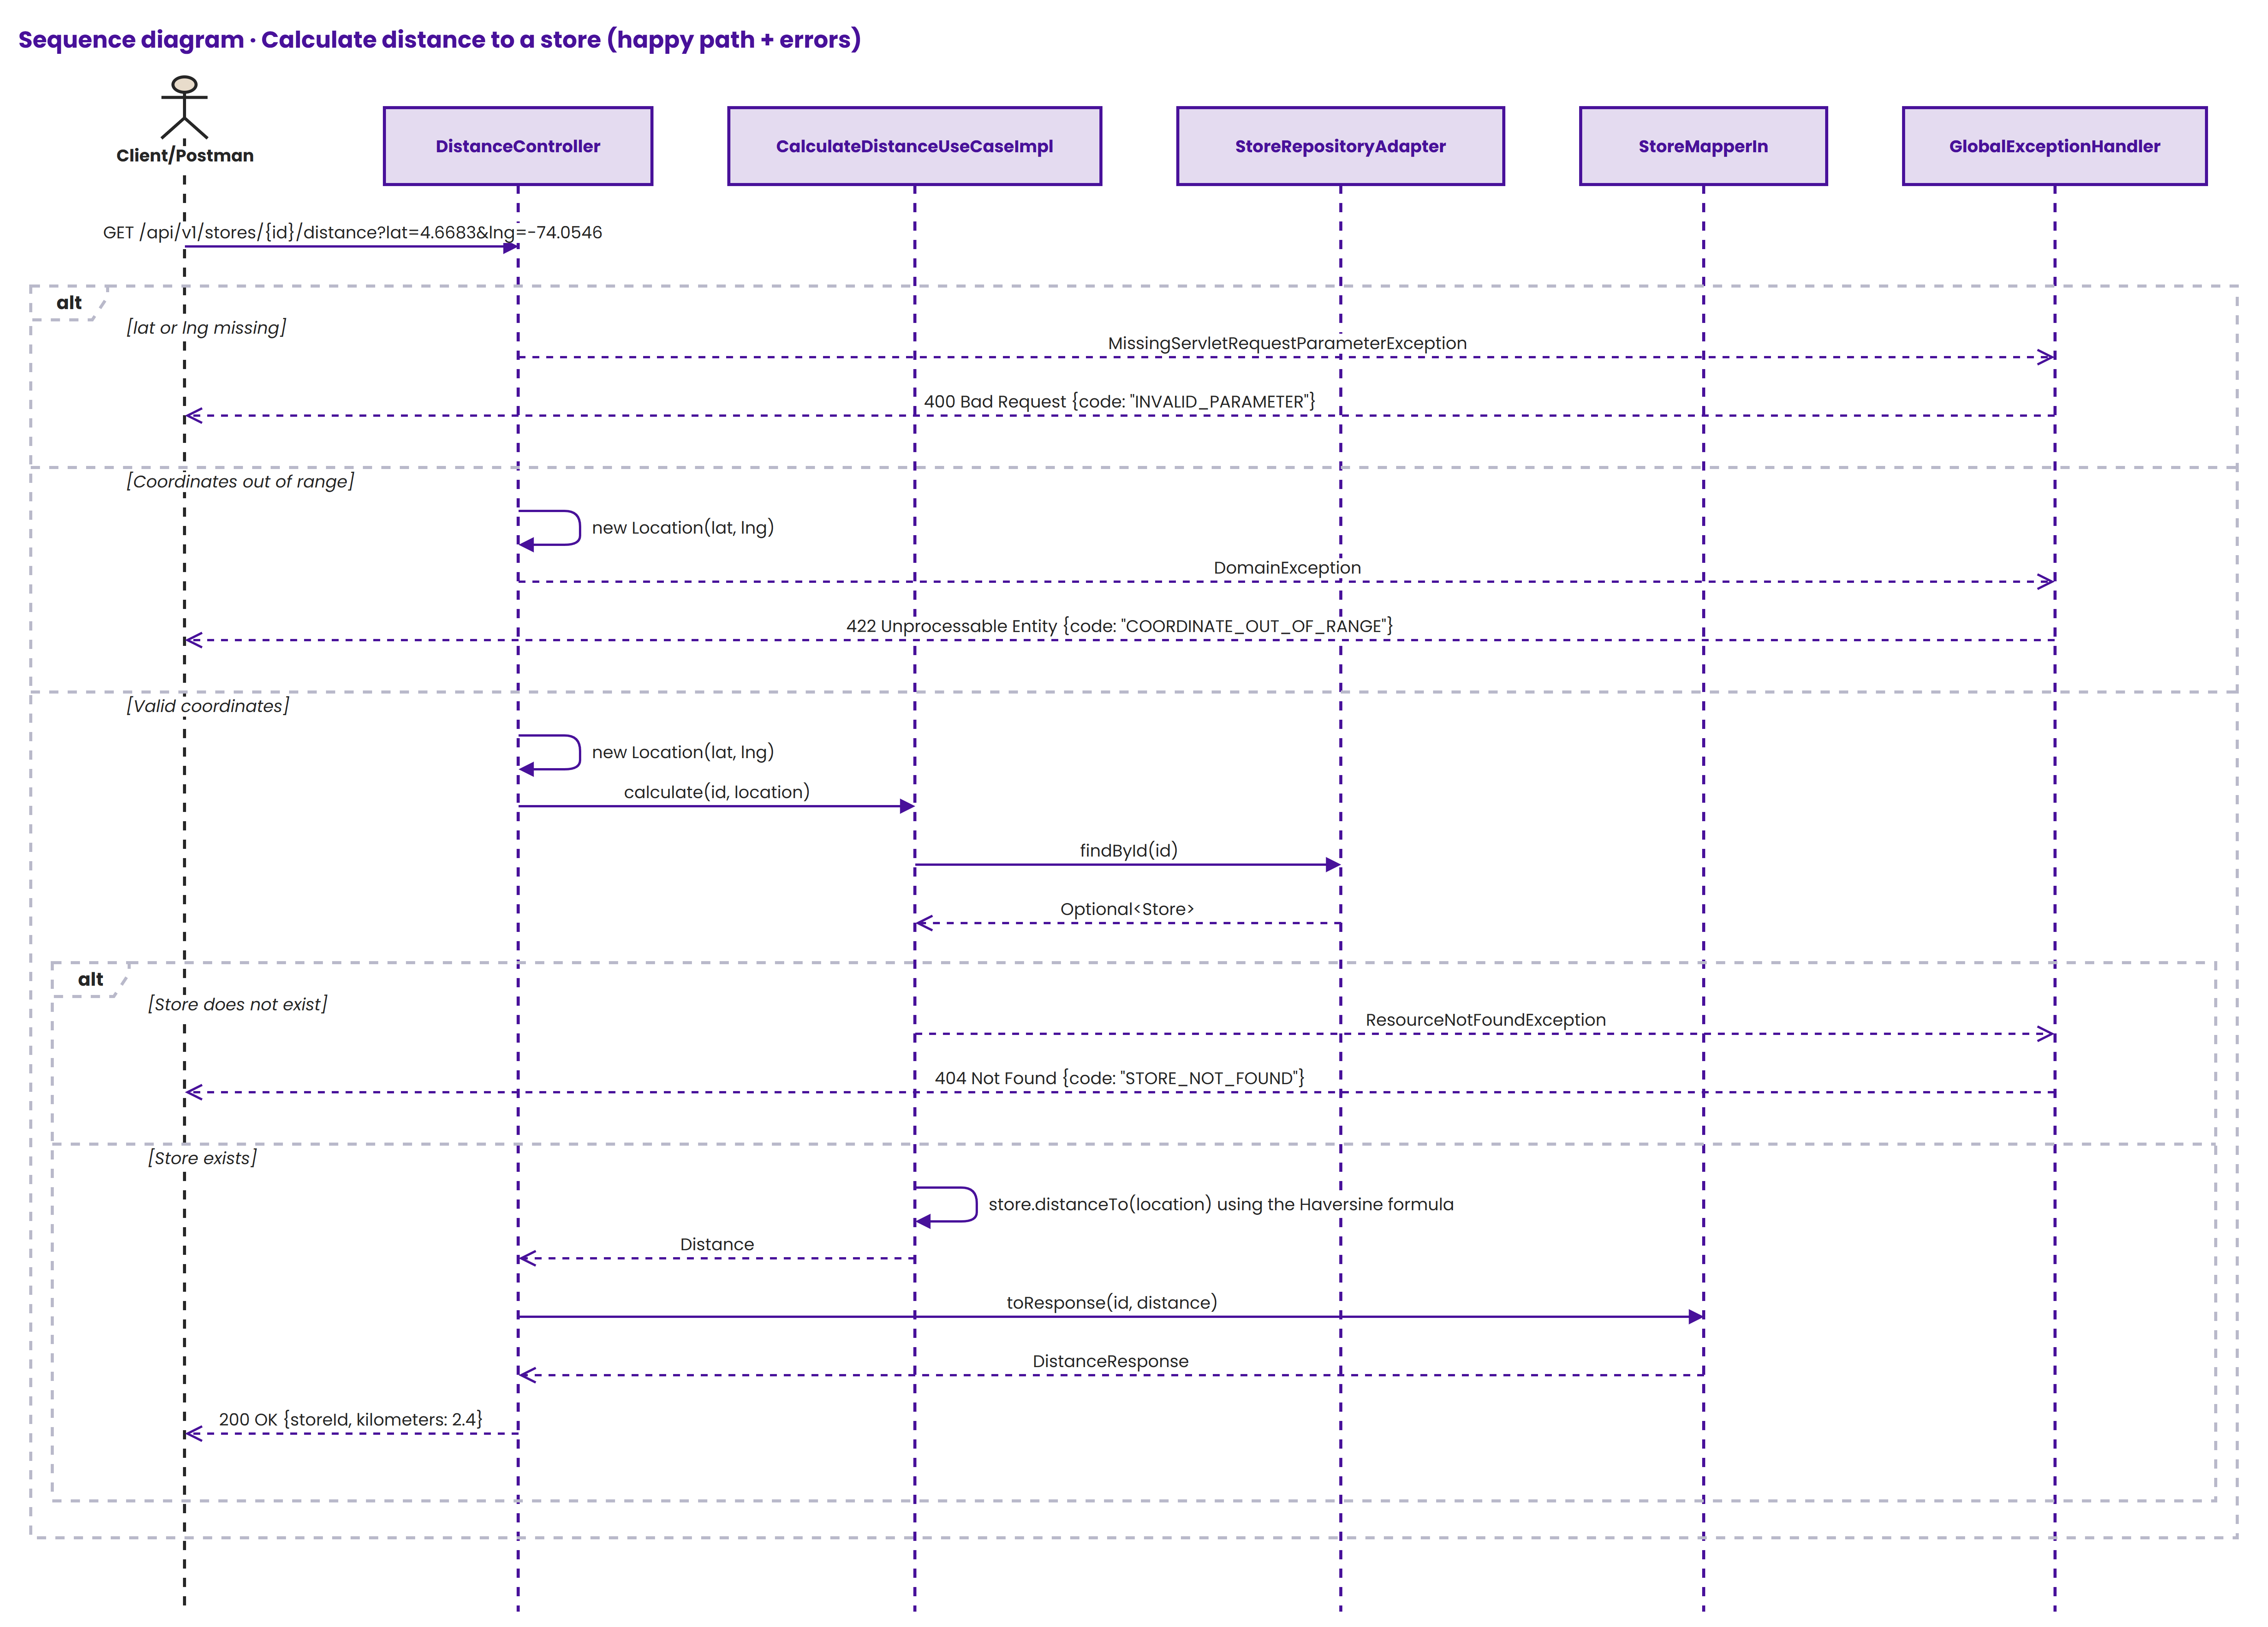 Sequence diagram · Calculate distance to a store (happy path + errors)
Client/Postman
DistanceController
CalculateDistanceUseCaseImpl
StoreRepositoryAdapter
StoreMapperIn
GlobalExceptionHandler
GET /api/v1/stores/{id}/distance?lat=4.6683&lng=-74.0546
alt
[lat or lng missing]
MissingServletRequestParameterException
400 Bad Request {code: "INVALID_PARAMETER"}
[Coordinates out of range]
new Location(lat, lng)
DomainException
422 Unprocessable Entity {code: "COORDINATE_OUT_OF_RANGE"}
[Valid coordinates]
new Location(lat, lng)
calculate(id, location)
findById(id)
Optional<Store>
alt
[Store does not exist]
ResourceNotFoundException
404 Not Found {code: "STORE_NOT_FOUND"}
[Store exists]
store.distanceTo(location) using the Haversine formula
Distance
toResponse(id, distance)
DistanceResponse
200 OK {storeId, kilometers: 2.4}